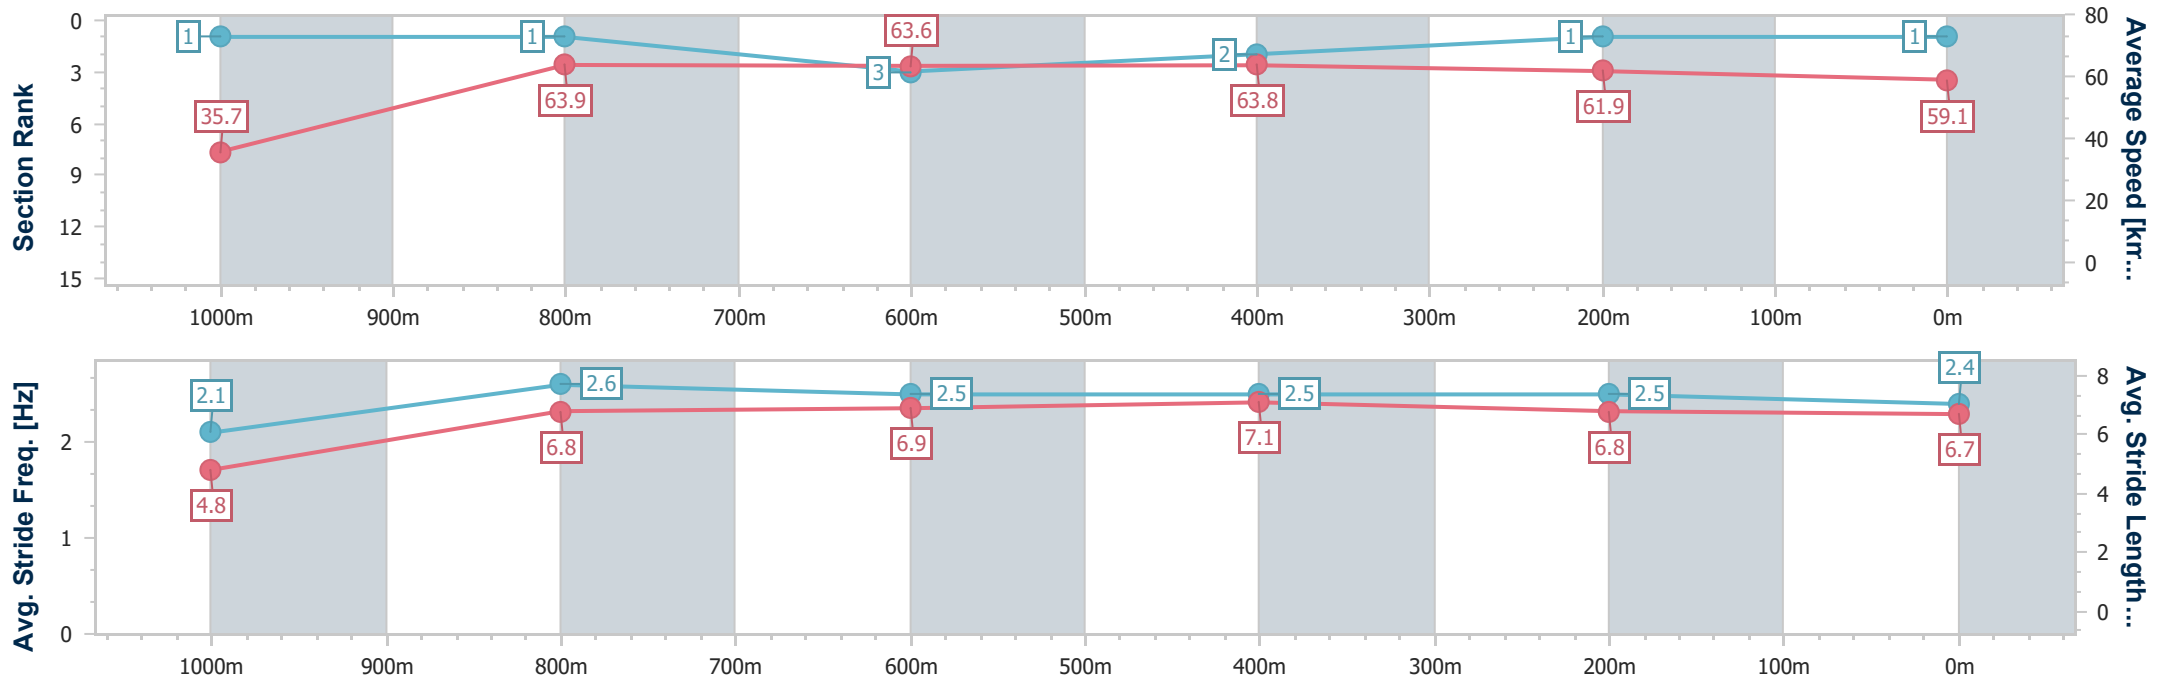 Section Rank
0
3
6
9
12
15
1 1 3 2 1 1
35.7 63.9 63.6 63.8 61.9 59.1
80
60
40
20
0
Average Speed [km...
1000m 900m 800m 700m 600m 500m 400m 300m 200m 100m 0m
Avg. Stride Freq. [Hz]
2
1
0
2.1 2.6 2.5 2.5 2.5 2.4
4.8 6.8 6.9 7.1 6.8 6.7
8
6
4
2
0
Avg. Stride Length...
1000m 900m 800m 700m 600m 500m 400m 300m 200m 100m 0m